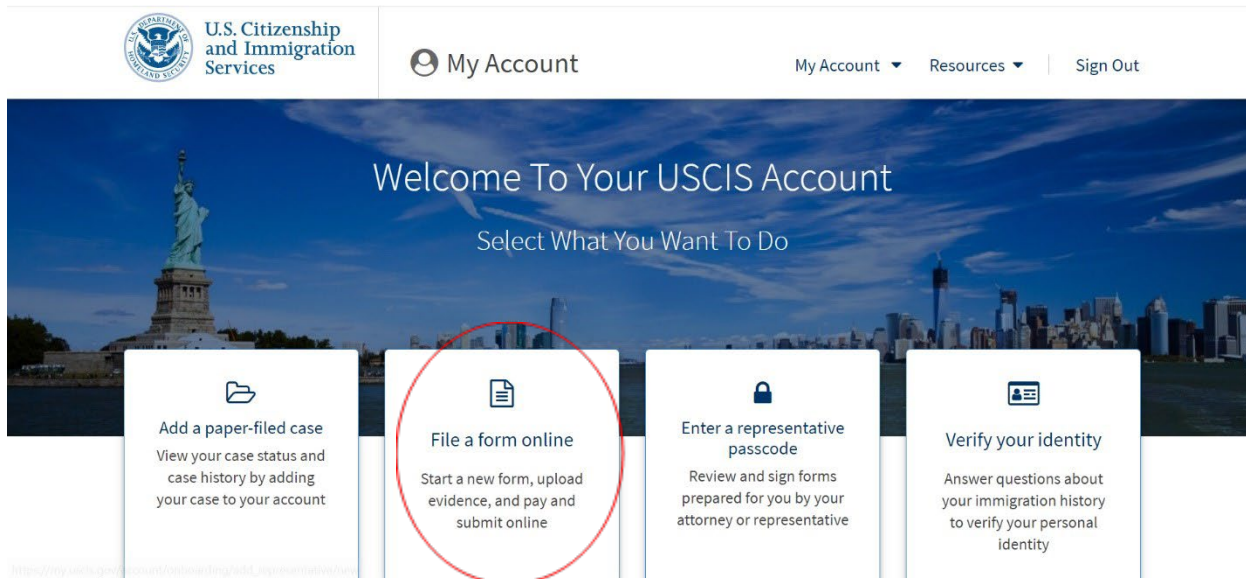 U.S. Citizenship
and Immigration
Services
My Account
My Account
Resources
Sign Out
Welcome To Your USCIS Account
Select What You Want To Do
Add a paper-filed case
View your case status and
case history by adding
your case to your account
File a form online
Start a new form, upload
evidence, and pay and
submit online
Enter a representative
passcode
Review and sign forms
prepared for you by your
attorney or representative
Verify your identity
Answer questions about
your immigration history
to verify your personal
identity